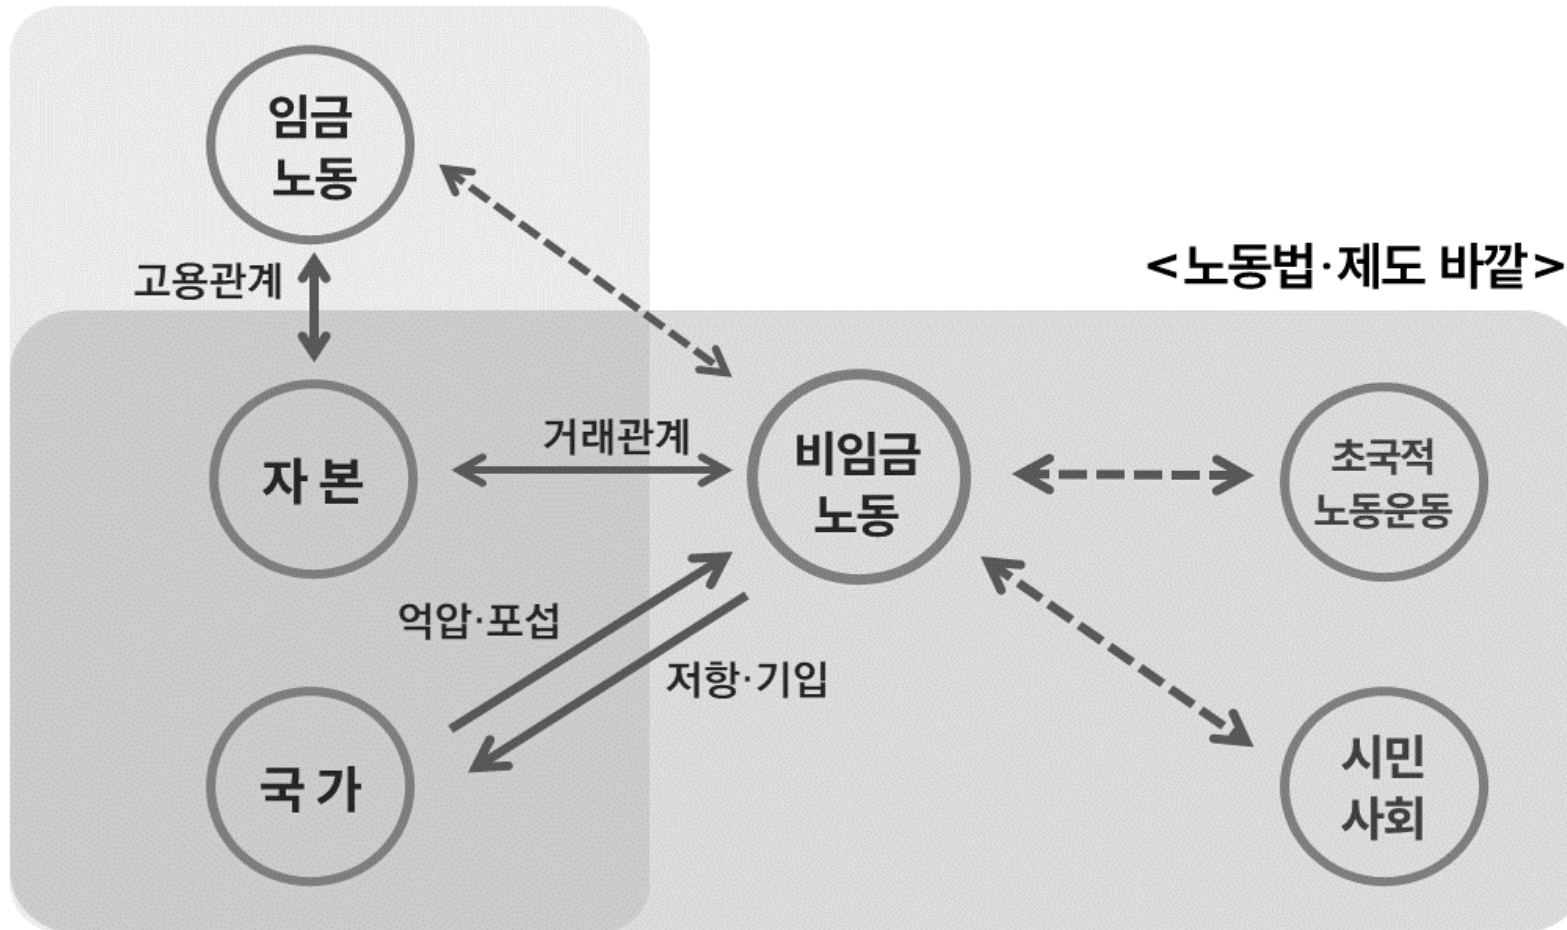 임금
노동
고용관계
<노동법·제도 바깥>
거래관계
자본
비임금
노동
초국적
노동운동
억압·포섭
저항·기입
국가
시민
사회